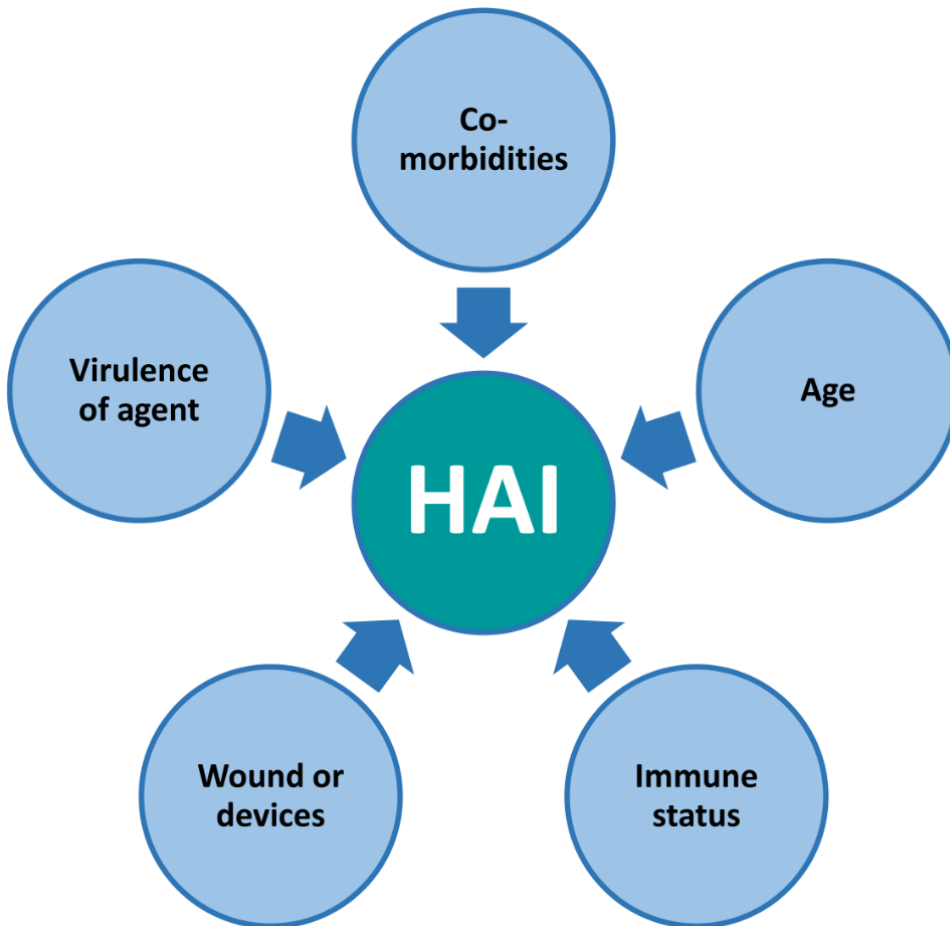 Co-
morbidities
Virulence
of agent
Age
HAI
Wound or
devices
Immune
status